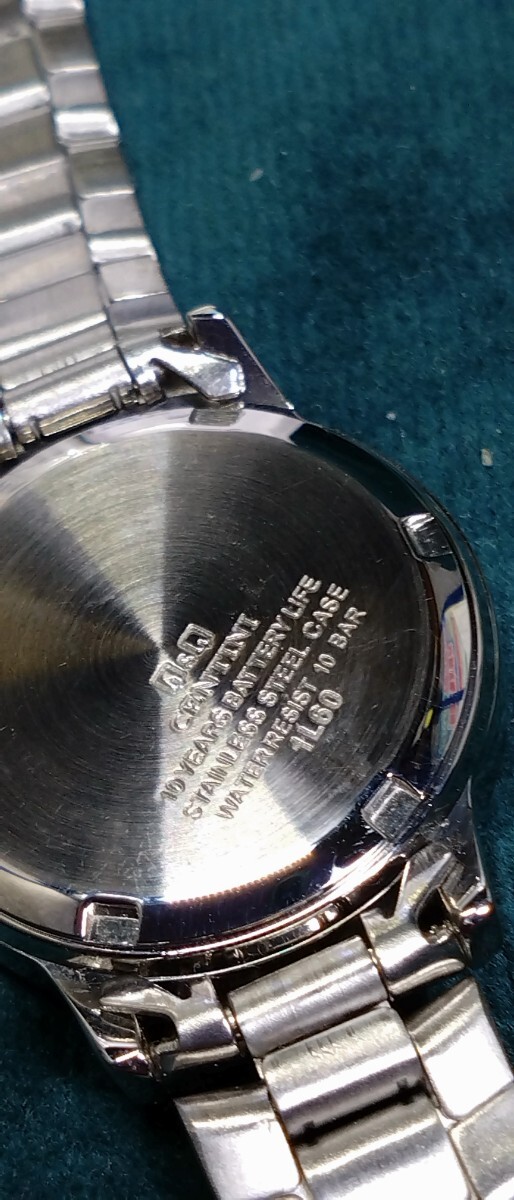 Q&Q
CENTINI
10 YEARS BATTERY LIFE
STAINLESS STEEL CASE
WATER RESIST 10 BAR
1L60